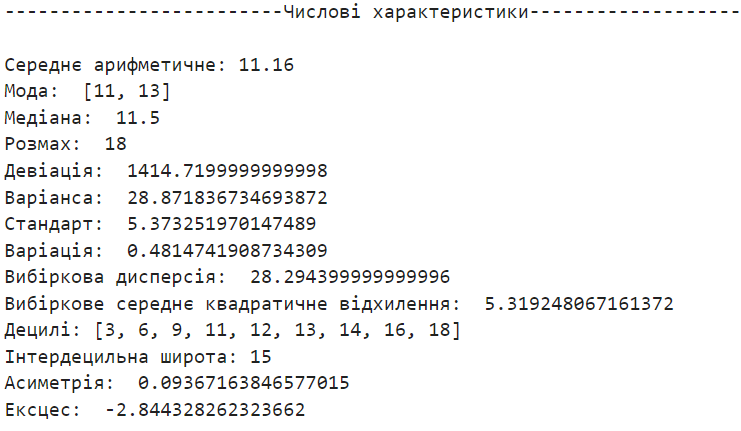 -------------------------Числові характеристики-------------------
Середнє арифметичне: 11.16
Мода:  [11, 13]
Медіана:  11.5
Розмах:  18
Девіація:  1414.7199999999998
Варіанса:  28.871836734693872
Стандарт:  5.373251970147489
Варіація:  0.4814741908734309
Вибіркова дисперсія:  28.294399999999996
Вибіркове середнє квадратичне відхилення:  5.319248067161372
Децилі: [3, 6, 9, 11, 12, 13, 14, 16, 18]
Інтердецильна широта: 15
Асиметрія:  0.09367163846577015
Ексцес:  -2.844328262323662